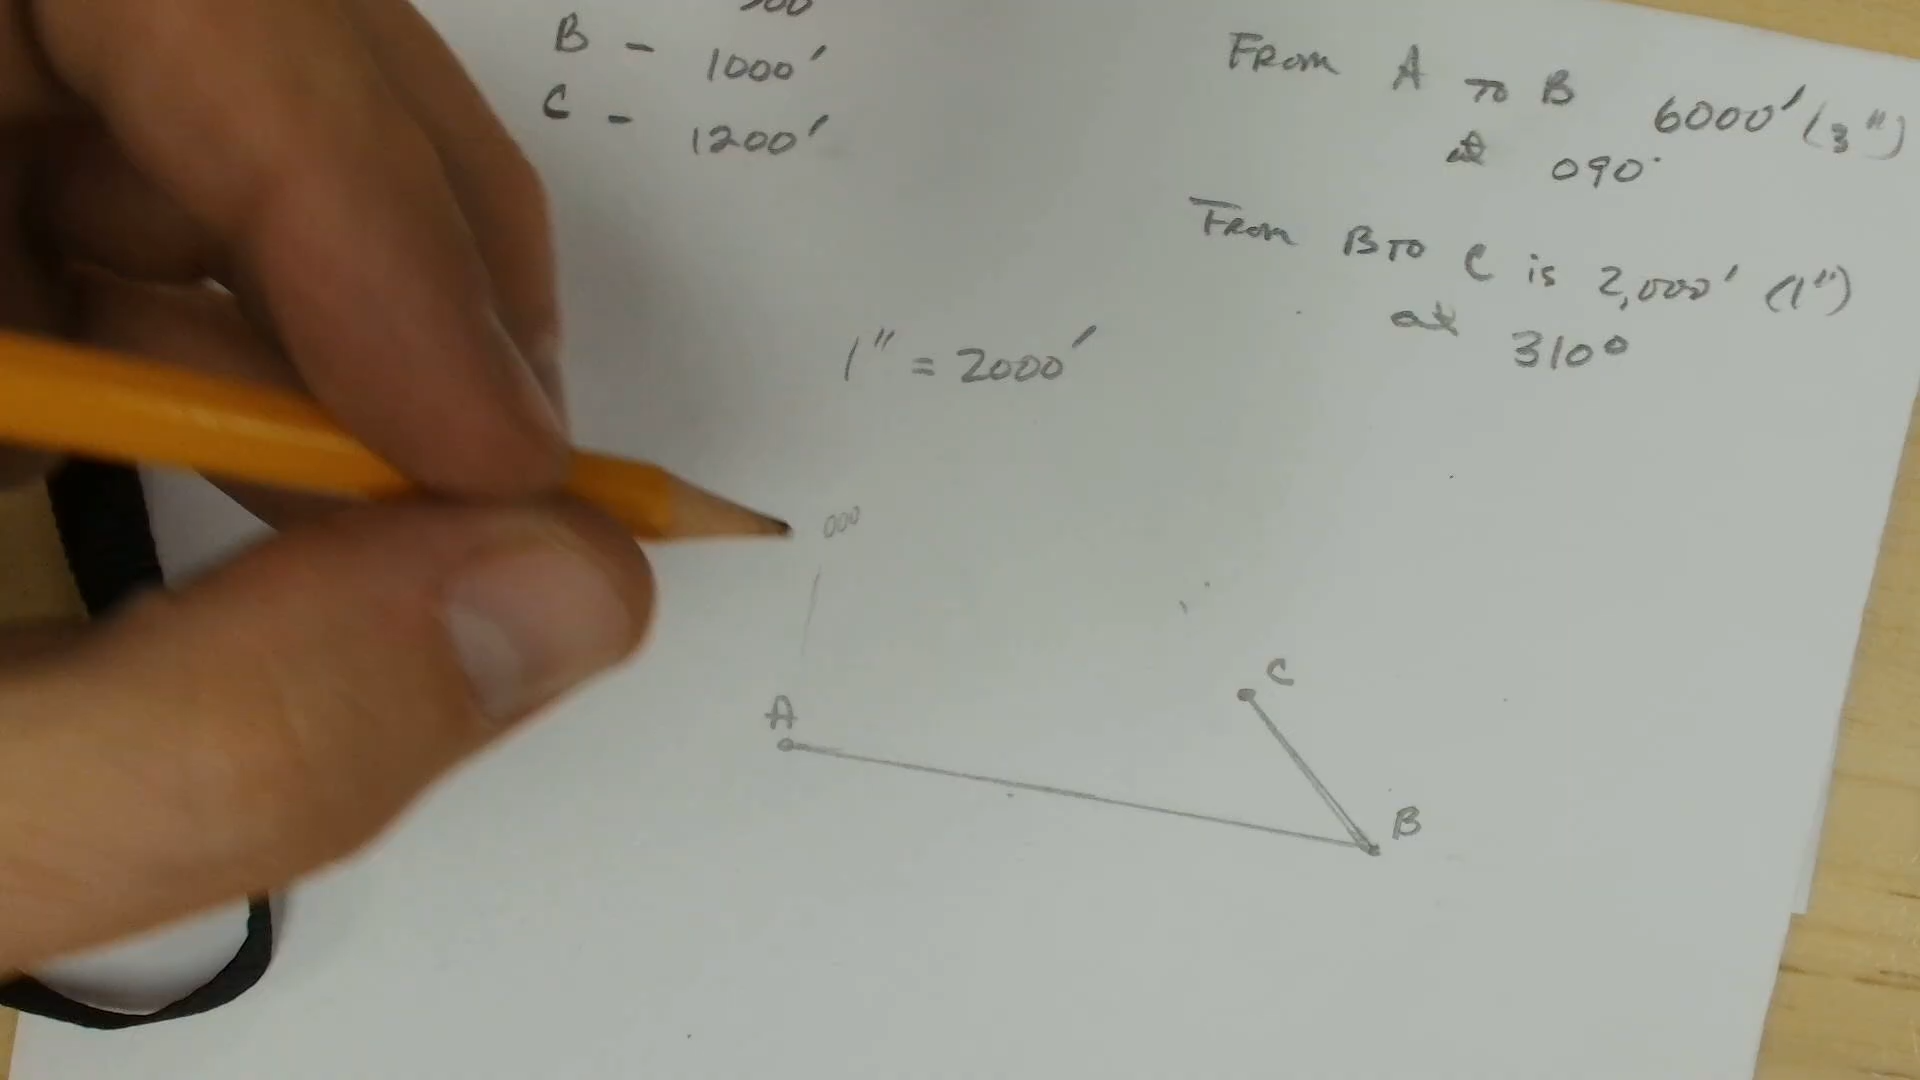 B - 1000'
C - 1200'
From A to B 6000' (3")
at 090°
From B to C is 2,000' (1")
at 310°
1" = 2000'
000
C
A
B